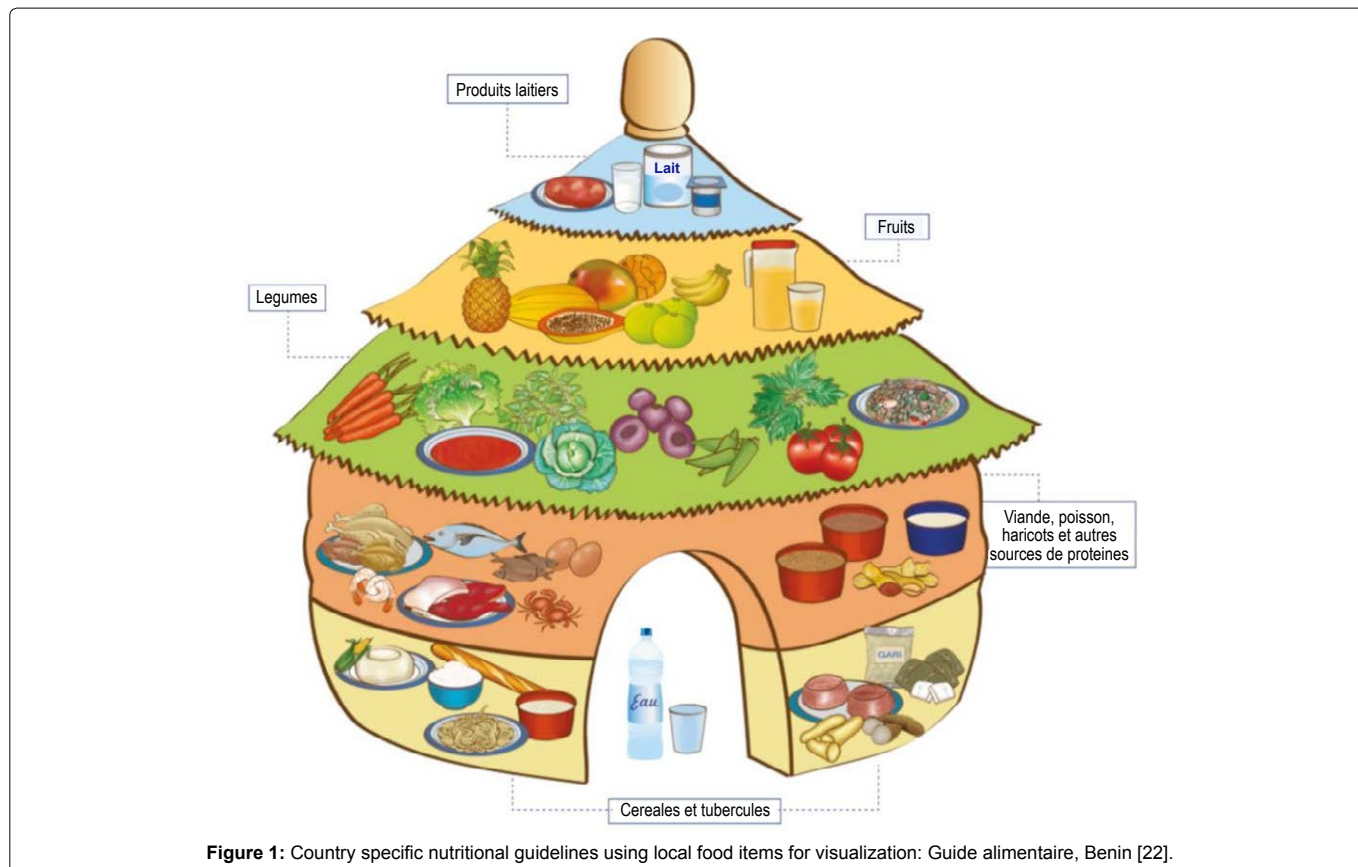 Produits laitiers
Lait
Fruits
Legumes
Viande, poisson,
haricots et autres
sources de proteines
GARI
Eau
Cereales et tubercules
Figure 1: Country specific nutritional guidelines using local food items for visualization: Guide alimentaire, Benin [22].